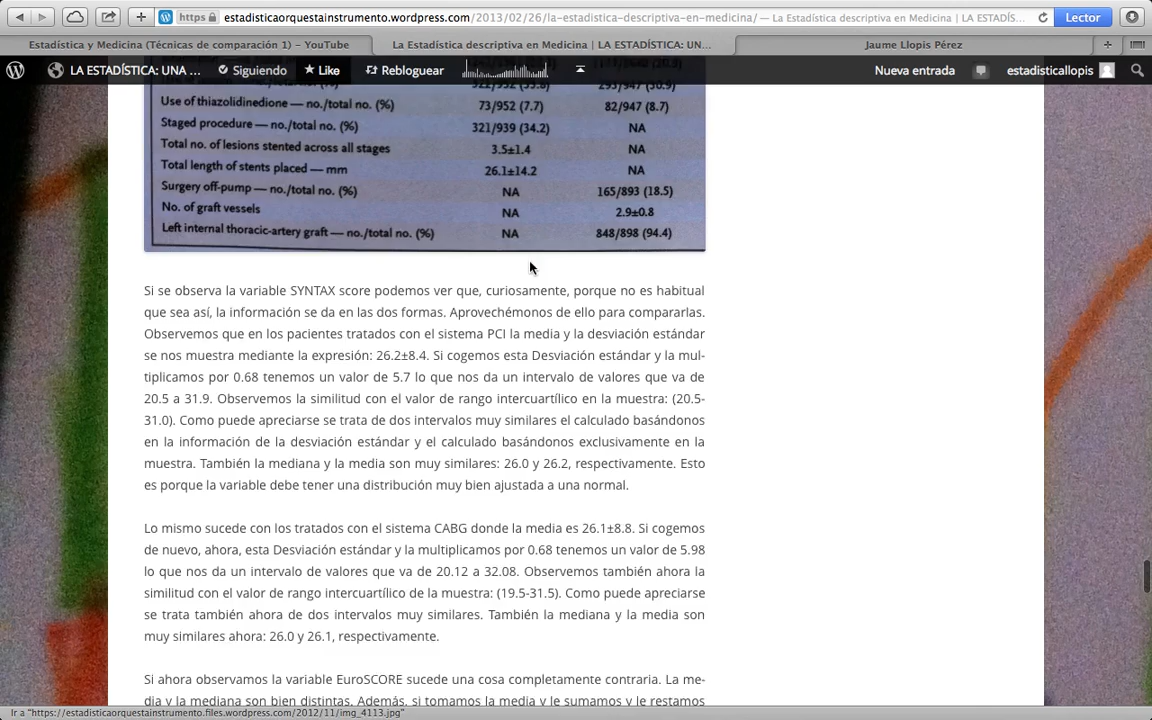 https estadisticaorquestainstrumento.wordpress.com/2013/02/26/la-estadistica-descriptiva-en-medicina/ — La Estadística descriptiva en Medicina | LA ESTADÍS... Lector
Estadística y Medicina (Técnicas de comparación 1) – YouTube La Estadística descriptiva en Medicina | LA ESTADÍSTICA: UN... Jaume Llopis Pérez
LA ESTADÍSTICA: UNA ... Siguiendo Like Rebloguear Nueva entrada estadisticallopis
Use of thiazolidinedione — no./total no. (%) 73/952 (7.7) 82/947 (8.7)
Staged procedure — no./total no. (%) 321/939 (34.2) NA
Total no. of lesions stented across all stages 3.5±1.4 NA
Total length of stents placed — mm 26.1±14.2 NA
Surgery off-pump — no./total no. (%) NA 165/893 (18.5)
No. of graft vessels NA 2.9±0.8
Left internal thoracic-artery graft — no./total no. (%) NA 848/898 (94.4)
Si se observa la variable SYNTAX score podemos ver que, curiosamente, porque no es habitual
que sea así, la información se da en las dos formas. Aprovechémonos de ello para compararlas.
Observemos que en los pacientes tratados con el sistema PCI la media y la desviación estándar
se nos muestra mediante la expresión: 26.2±8.4. Si cogemos esta Desviación estándar y la mul-
tiplicamos por 0.68 tenemos un valor de 5.7 lo que nos da un intervalo de valores que va de
20.5 a 31.9. Observemos la similitud con el valor de rango intercuartílico en la muestra: (20.5-
31.0). Como puede apreciarse se trata de dos intervalos muy similares el calculado basándonos
en la información de la desviación estándar y el calculado basándonos exclusivamente en la
muestra. También la mediana y la media son muy similares: 26.0 y 26.2, respectivamente. Esto
es porque la variable debe tener una distribución muy bien ajustada a una normal.
Lo mismo sucede con los tratados con el sistema CABG donde la media es 26.1±8.8. Si cogemos
de nuevo, ahora, esta Desviación estándar y la multiplicamos por 0.68 tenemos un valor de 5.98
lo que nos da un intervalo de valores que va de 20.12 a 32.08. Observemos también ahora la
similitud con el valor de rango intercuartílico de la muestra: (19.5-31.5). Como puede apreciarse
se trata también ahora de dos intervalos muy similares. También la mediana y la media son
muy similares ahora: 26.0 y 26.1, respectivamente.
Si ahora observamos la variable EuroSCORE sucede una cosa completamente contraria. La me-
dia y la mediana son bien distintas. Además, si tomamos la media y le sumamos y le restamos
Ir a "https://estadisticaorquestainstrumento.files.wordpress.com/2012/11/img_4113.jpg"